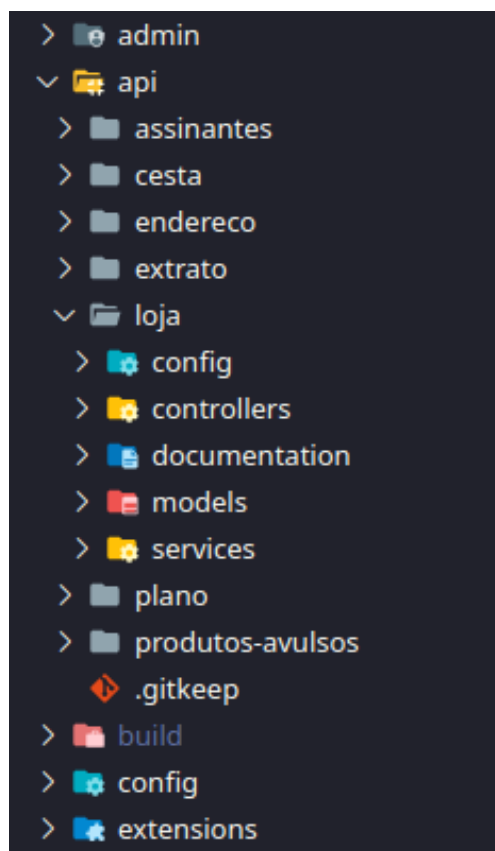 admin
api
assinantes
cesta
endereco
extrato
loja
config
controllers
documentation
models
services
plano
produtos-avulsos
.gitkeep
build
config
extensions